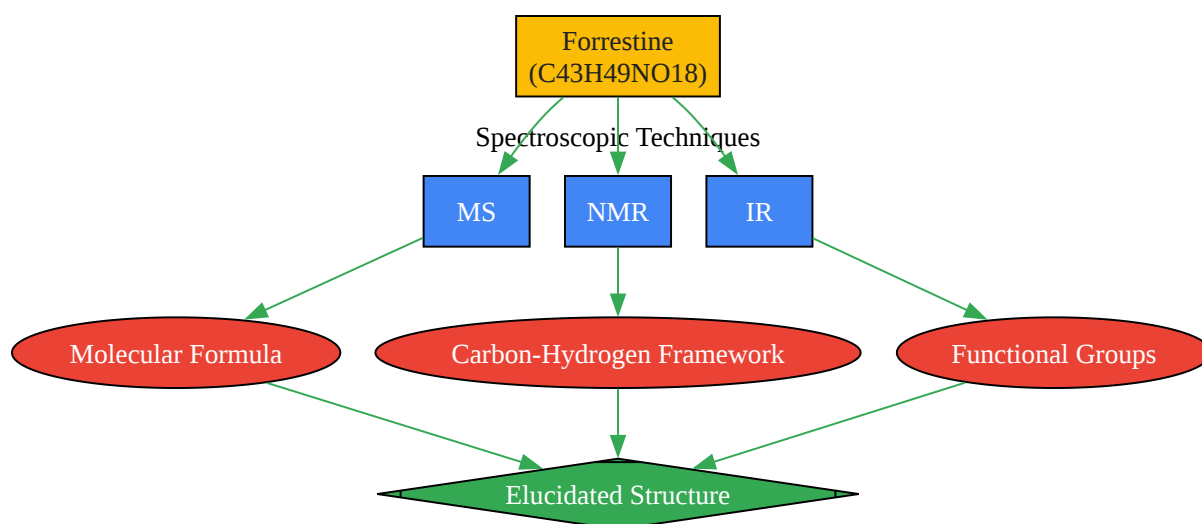 Forrestine
(C43H49NO18)
Spectroscopic Techniques
MS
NMR
IR
Molecular Formula
Carbon-Hydrogen Framework
Functional Groups
Elucidated Structure